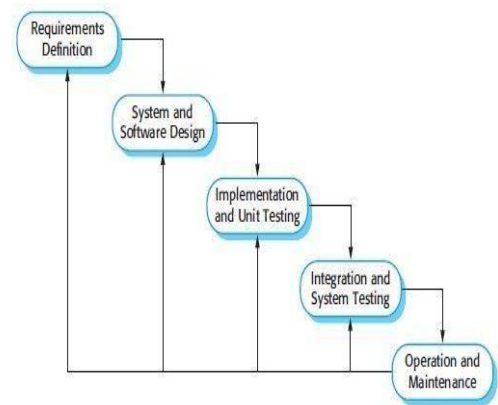 Requirements
Definition
System and
Software Design
Implementation
and Unit Testing
Integration and
System Testing
Operation and
Maintenance